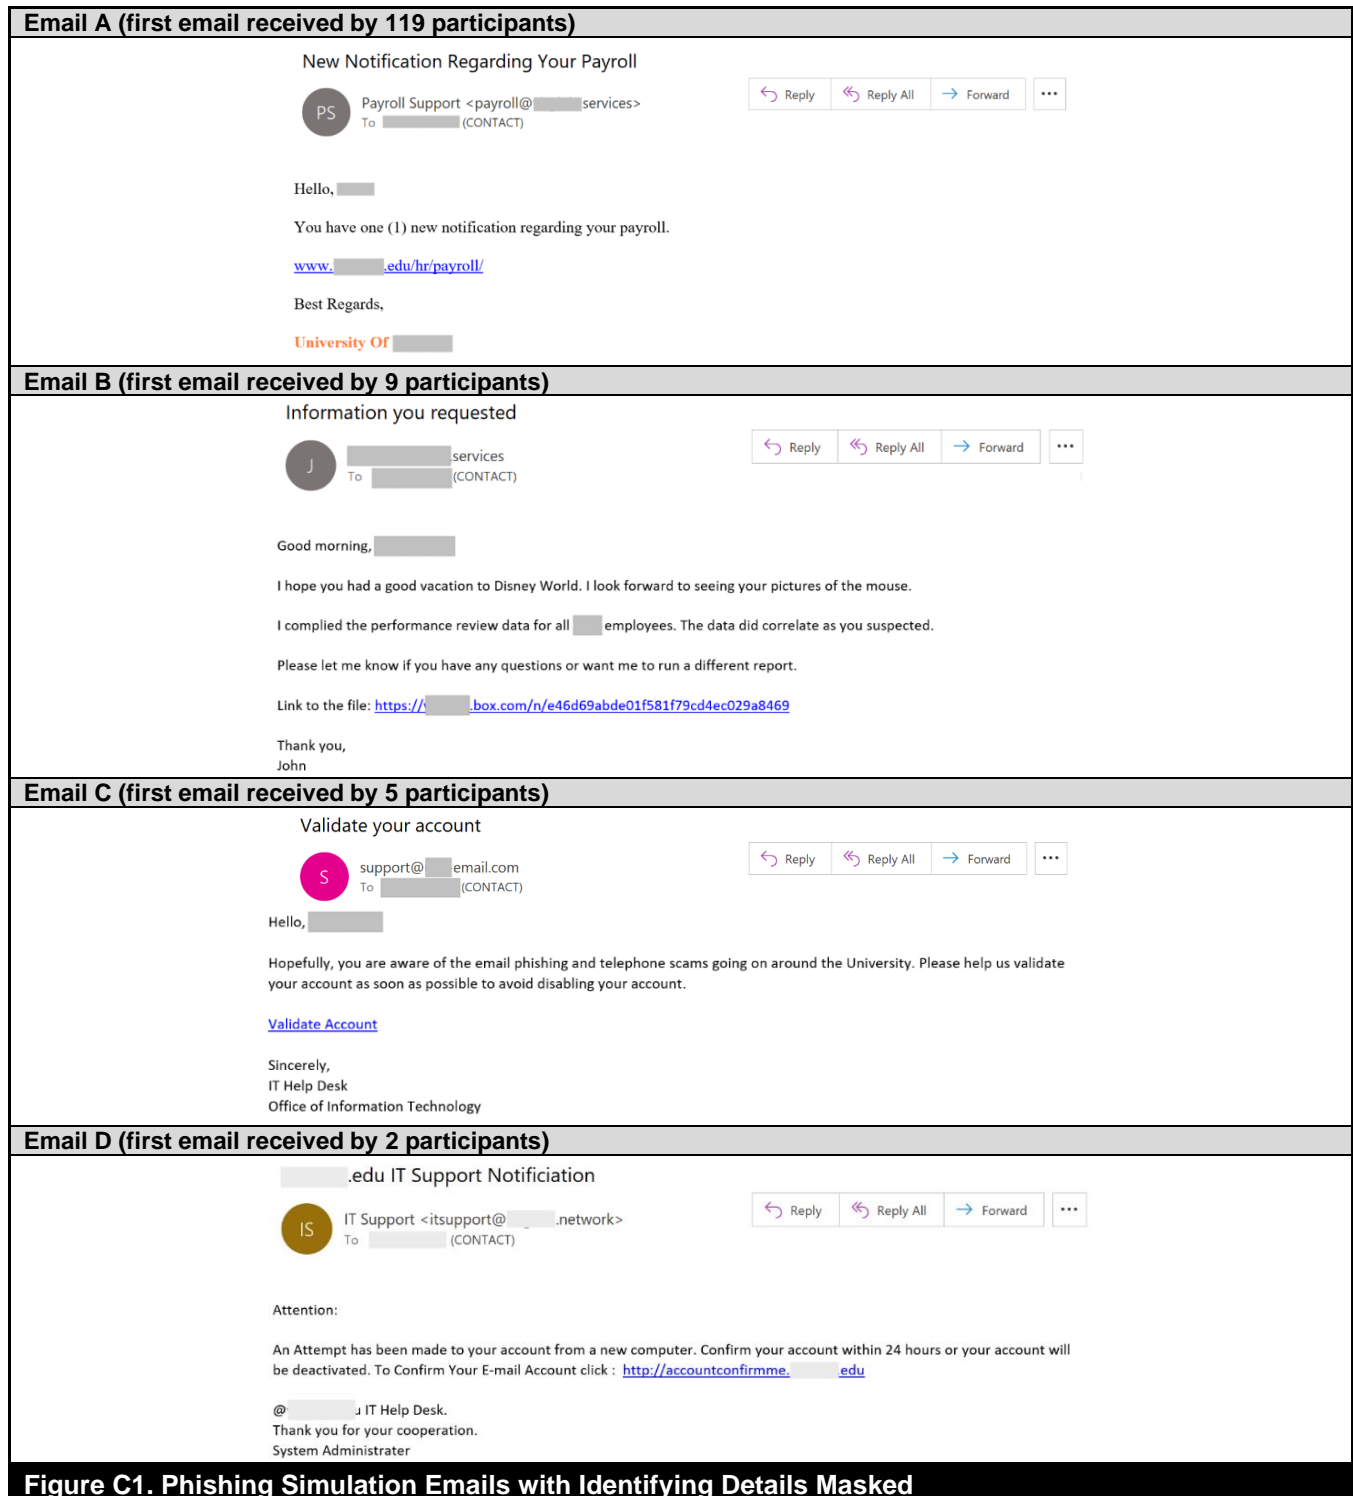 Email A (first email received by 119 participants)
New Notification Regarding Your Payroll
PS
Payroll Support <payroll@ services>
Reply
Reply All
Forward
...
To (CONTACT)
Hello,
You have one (1) new notification regarding your payroll.
www. .edu/hr/payroll/
Best Regards,
University Of
Email B (first email received by 9 participants)
Information you requested
J
.services
Reply
Reply All
Forward
...
To (CONTACT)
Good morning,
I hope you had a good vacation to Disney World. I look forward to seeing your pictures of the mouse.
I complied the performance review data for all employees. The data did correlate as you suspected.
Please let me know if you have any questions or want me to run a different report.
Link to the file: https:// .box.com/n/e46d69abde01f581f79cd4ec029a8469
Thank you,
John
Email C (first email received by 5 participants)
Validate your account
S
support@ email.com
Reply
Reply All
Forward
...
To (CONTACT)
Hello,
Hopefully, you are aware of the email phishing and telephone scams going on around the University. Please help us validate
your account as soon as possible to avoid disabling your account.
Validate Account
Sincerely,
IT Help Desk
Office of Information Technology
Email D (first email received by 2 participants)
.edu IT Support Notificiation
IS
IT Support <itsupport@ .network>
Reply
Reply All
Forward
...
To (CONTACT)
Attention:
An Attempt has been made to your account from a new computer. Confirm your account within 24 hours or your account will
be deactivated. To Confirm Your E-mail Account click : http://accountconfirmme. .edu
@ u IT Help Desk.
Thank you for your cooperation.
System Administrater
Figure C1. Phishing Simulation Emails with Identifying Details Masked